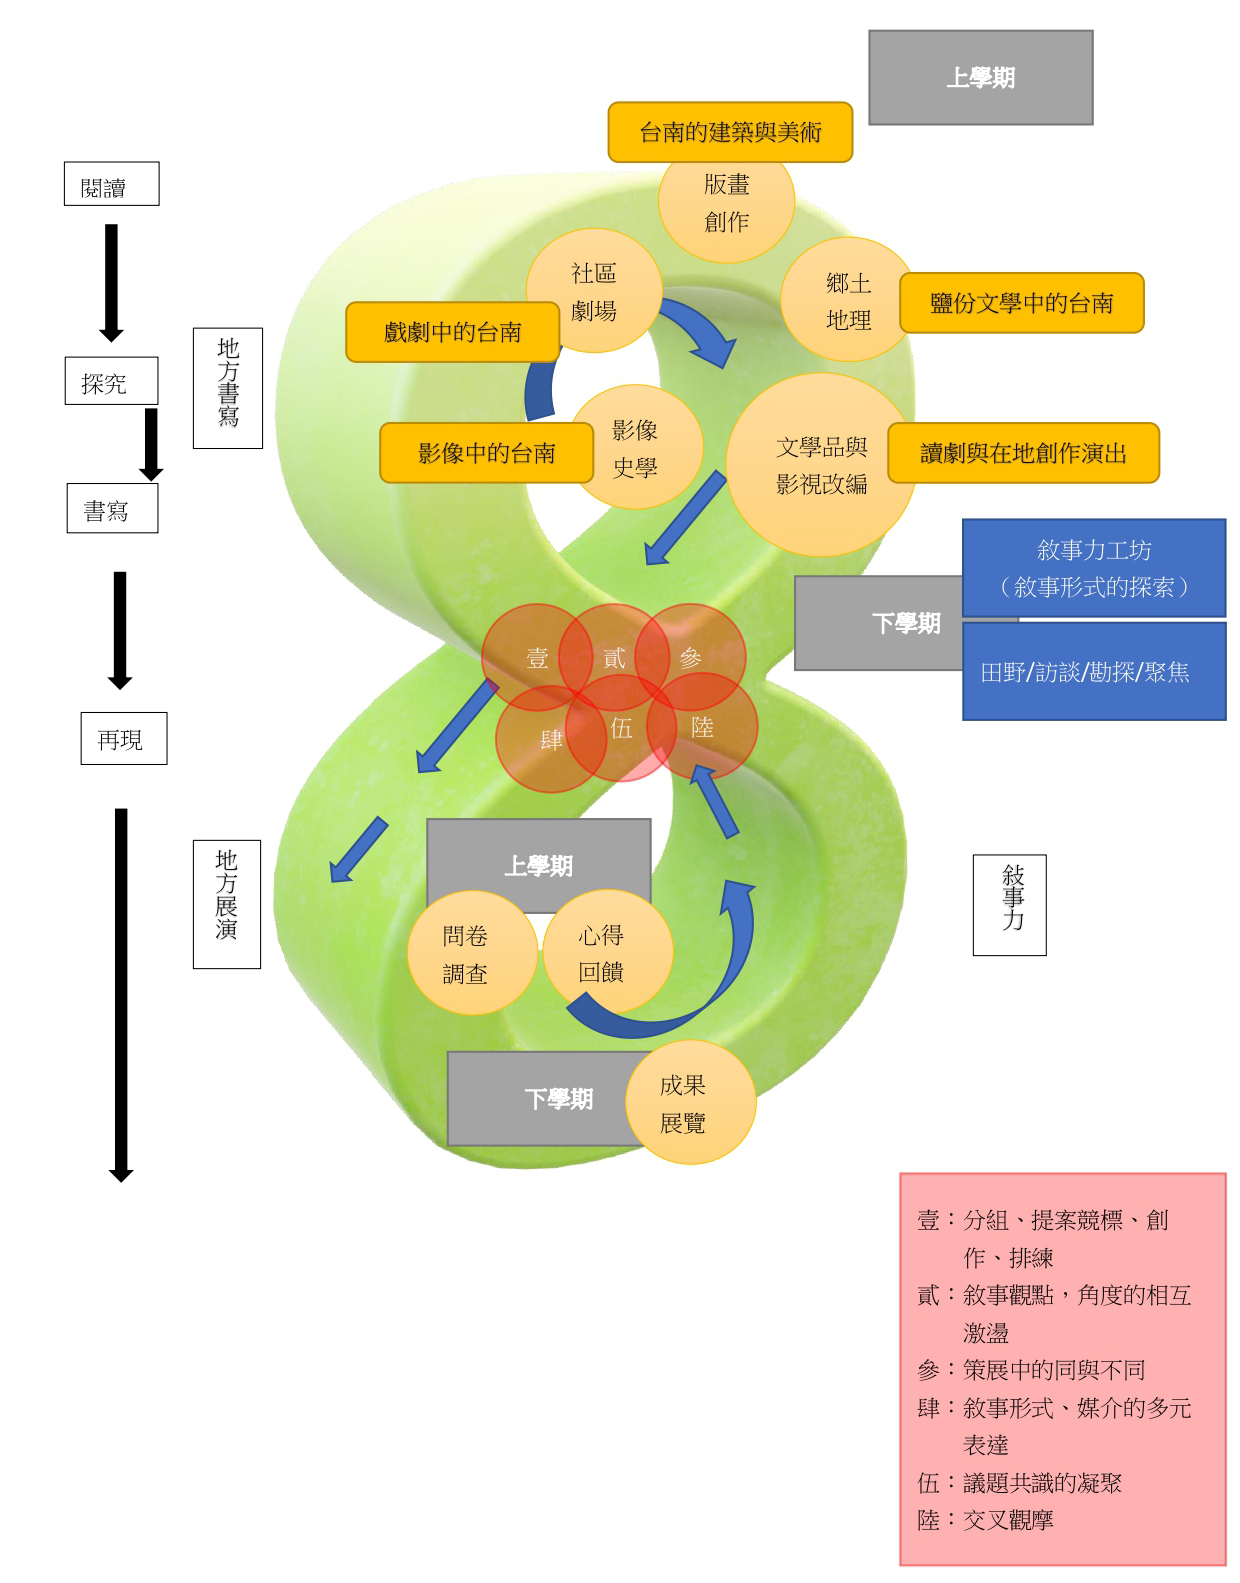 上學期
台南的建築與美術
版畫
創作
閱讀
社區
劇場
鄉土
地理
鹽份文學中的台南
戲劇中的台南
地方書寫
探究
影像中的台南
影像
史學
文學品與
影視改編
讀劇與在地創作演出
書寫
敘事力工坊
（敘事形式的探索）
下學期
田野/訪談/勘探/聚焦
壹
貳
參
肆
伍
陸
再現
上學期
地方展演
敍事力
問卷
調查
心得
回饋
下學期
成果
展覽
壹：分組、提案競標、創
作、排練
貳：敘事觀點，角度的相互
激盪
參：策展中的同與不同
肆：敘事形式、媒介的多元
表達
伍：議題共識的凝聚
陸：交叉觀摩